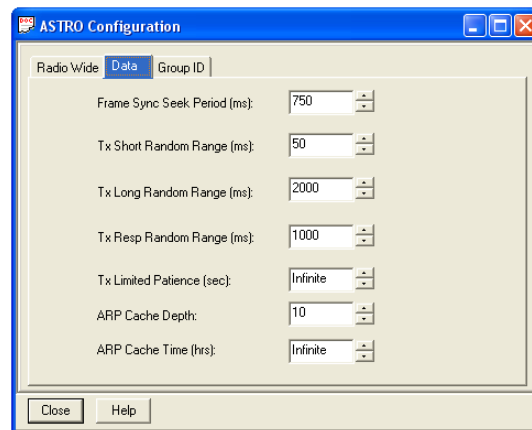 ASTRO Configuration
Radio Wide Data Group ID
Frame Sync Seek Period (ms): 750
Tx Short Random Range (ms): 50
Tx Long Random Range (ms): 2000
Tx Resp Random Range (ms): 1000
Tx Limited Patience (sec): Infinite
ARP Cache Depth: 10
ARP Cache Time (hrs): Infinite
Close Help